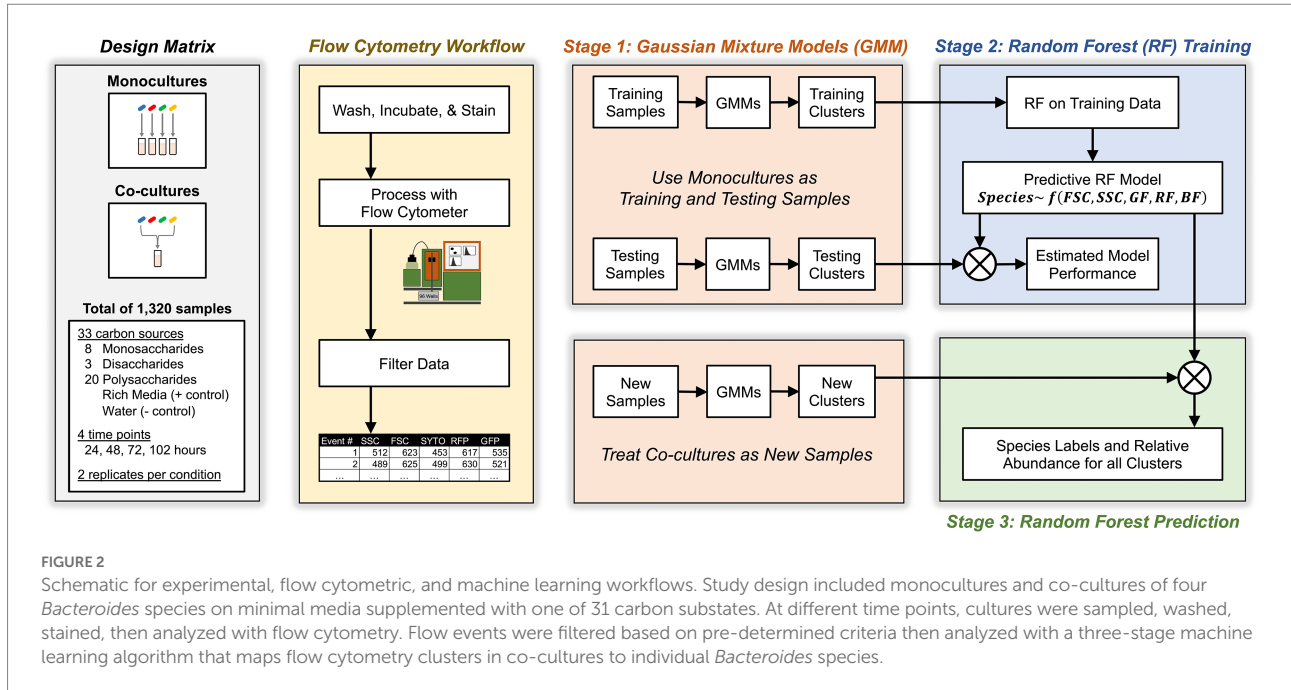 Design Matrix
Monocultures
Co-cultures
Total of 1,320 samples
33 carbon sources
8 Monosaccharides
3 Disaccharides
20 Polysaccharides
Rich Media (+ control)
Water (- control)
4 time points
24, 48, 72, 102 hours
2 replicates per condition
Flow Cytometry Workflow
Wash, Incubate, & Stain
Process with
Flow Cytometer
96 Wells
Filter Data
Event # SSC FSC SYTO RFP GFP
1 512 623 453 617 535
2 489 625 499 630 521
... ... ... ... ... ...
Stage 1: Gaussian Mixture Models (GMM)
Training
Samples
GMMs
Training
Clusters
Use Monocultures as
Training and Testing Samples
Testing
Samples
GMMs
Testing
Clusters
New
Samples
GMMs
New
Clusters
Treat Co-cultures as New Samples
Stage 2: Random Forest (RF) Training
RF on Training Data
Predictive RF Model
Species~ f(FSC, SSC, GF, RF, BF)
Estimated Model
Performance
Species Labels and Relative
Abundance for all Clusters
Stage 3: Random Forest Prediction
FIGURE 2
Schematic for experimental, flow cytometric, and machine learning workflows. Study design included monocultures and co-cultures of four
Bacteroides species on minimal media supplemented with one of 31 carbon substates. At different time points, cultures were sampled, washed,
stained, then analyzed with flow cytometry. Flow events were filtered based on pre-determined criteria then analyzed with a three-stage machine
learning algorithm that maps flow cytometry clusters in co-cultures to individual Bacteroides species.